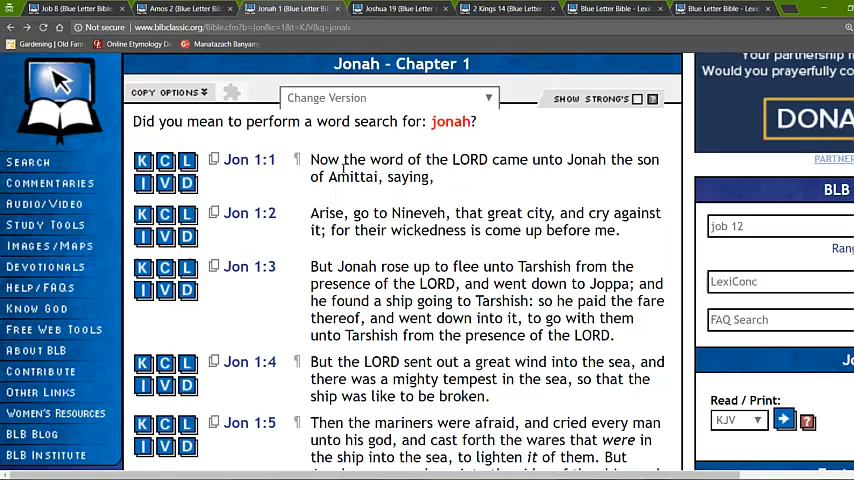 Job 8 (Blue Letter Bible
Amos 2 (Blue Letter Bible
Jonah 1 (Blue Letter Bible:
Joshua 19 (Blue Letter
2 Kings 14 (Blue Letter
Blue Letter Bible - Lexi
Blue Letter Bible - Lexi
Not secure
www.blbclassic.org/Bible.cfm?b=Jon&c=1&t=KJV&q=jonah
Gardening | Old Farm
Online Etymology Di
Manatazach Banyang
Jonah - Chapter 1
COPY OPTIONS
Change Version
SHOW STRONG'S
?
Did you mean to perform a word search for: jonah?
K C L
I V D
Jon 1:1
¶ Now the word of the LORD came unto Jonah the son
of Amittai, saying,
K C L
I V D
Jon 1:2
Arise, go to Nineveh, that great city, and cry against
it; for their wickedness is come up before me.
K C L
I V D
Jon 1:3
But Jonah rose up to flee unto Tarshish from the
presence of the LORD, and went down to Joppa; and
he found a ship going to Tarshish: so he paid the fare
thereof, and went down into it, to go with them
unto Tarshish from the presence of the LORD.
K C L
I V D
Jon 1:4
¶ But the LORD sent out a great wind into the sea, and
there was a mighty tempest in the sea, so that the
ship was like to be broken.
K C L
I V D
Jon 1:5
¶ Then the mariners were afraid, and cried every man
unto his god, and cast forth the wares that were in
the ship into the sea, to lighten it of them. But
SEARCH
COMMENTARIES
AUDIO/VIDEO
STUDY TOOLS
IMAGES/MAPS
DEVOTIONALS
HELP/FAQS
KNOW GOD
FREE WEB TOOLS
ABOUT BLB
CONTRIBUTE
OTHER LINKS
WOMEN'S RESOURCES
BLB BLOG
BLB INSTITUTE
Your partnership m
Would you prayerfully co
DONA
PARTNER
BLB
job 12
Rang
LexiConc
FAQ Search
Jo
Read / Print:
KJV
?